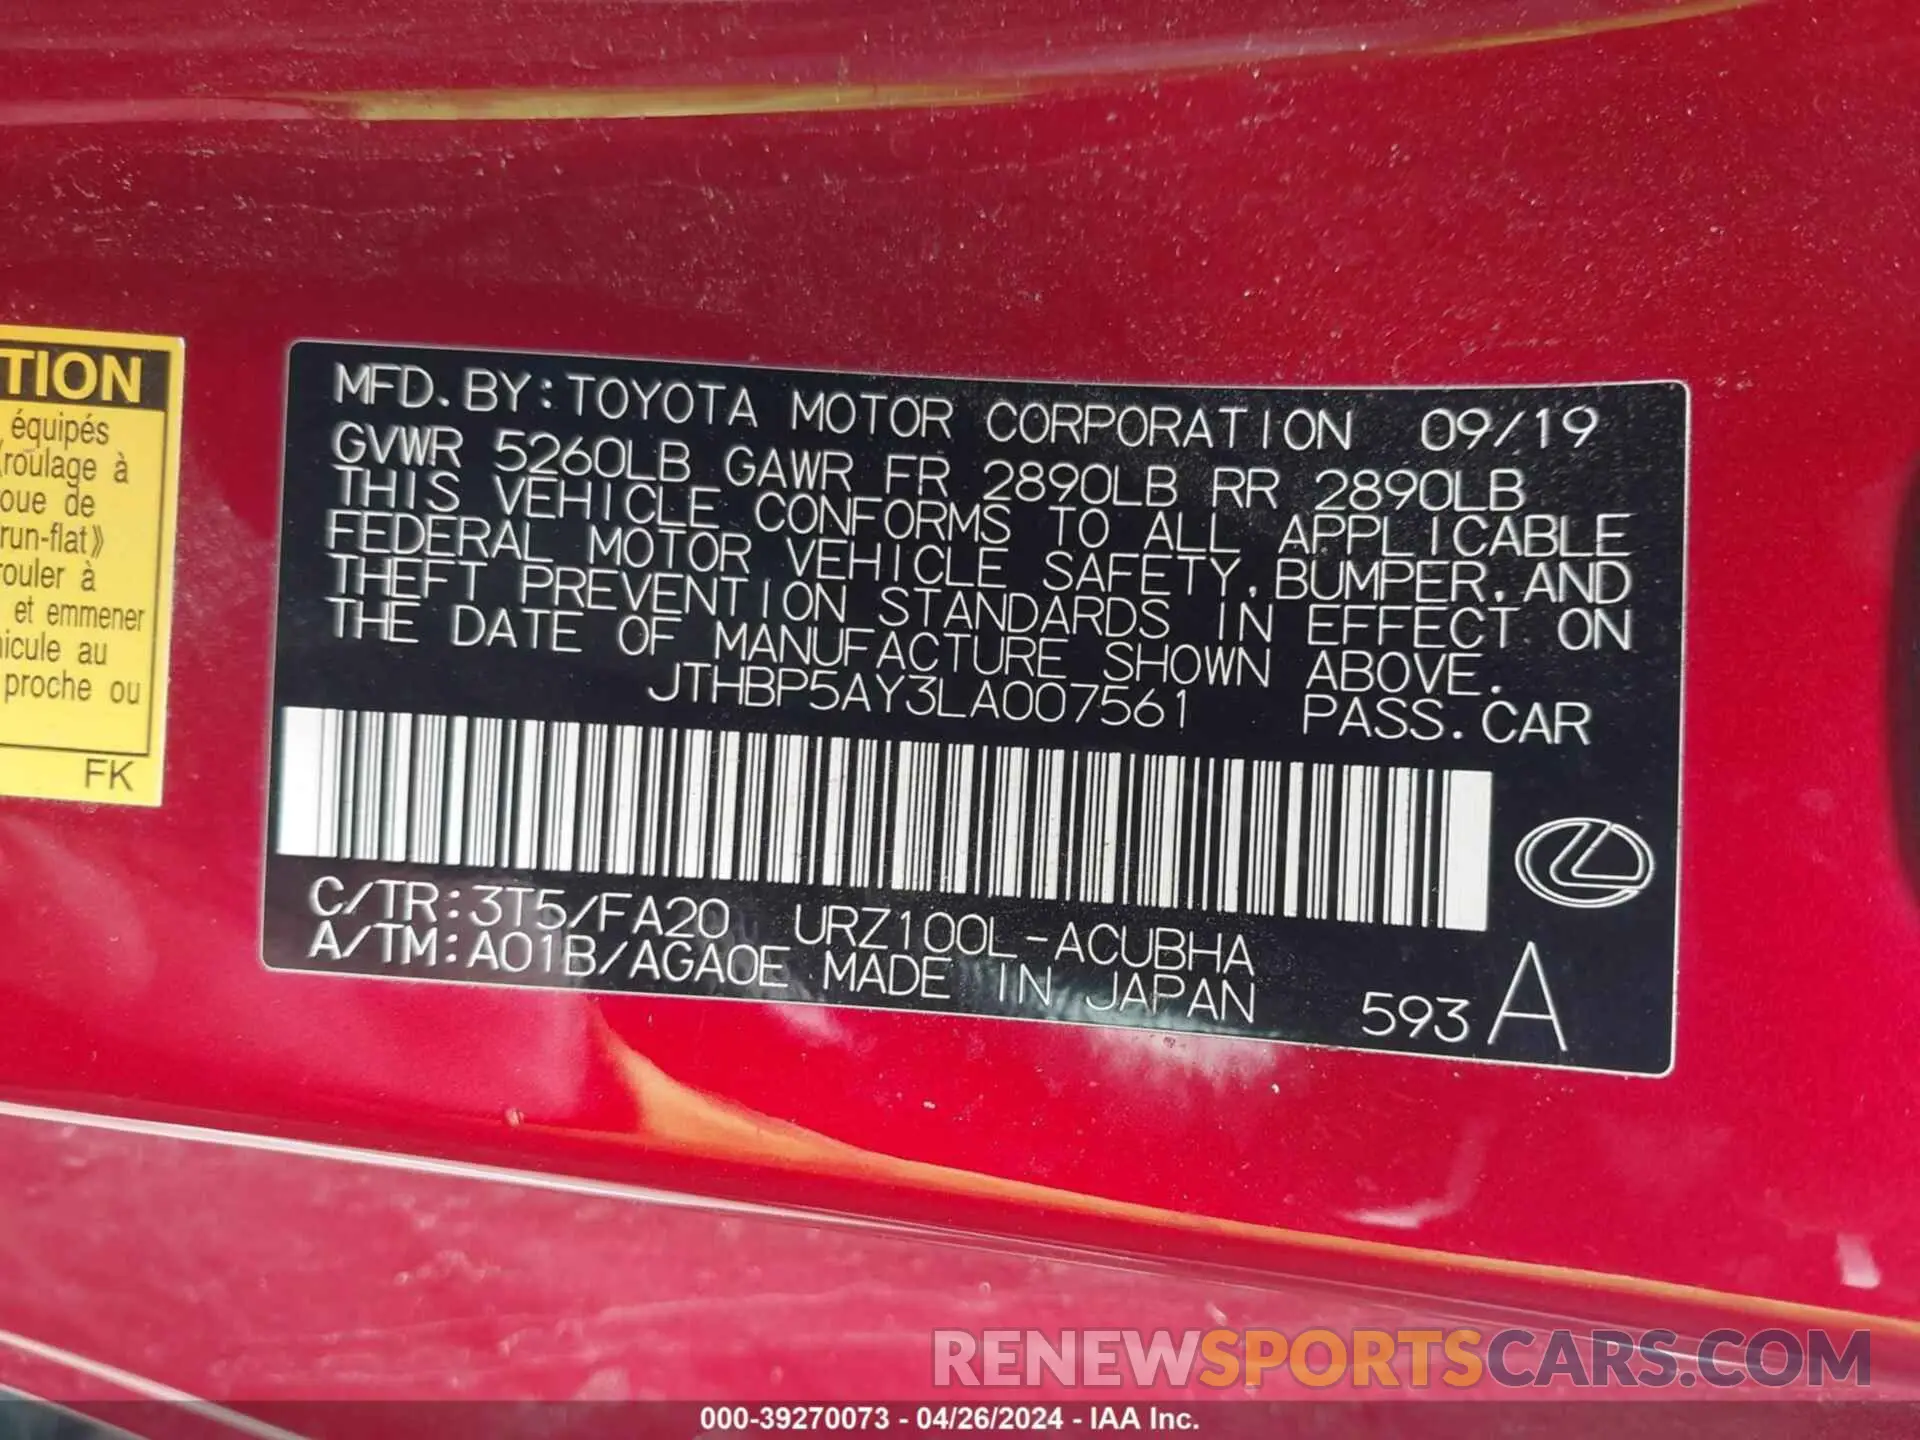 TION
équipés
(roulage à
oue de
run-flat》
rouler à
et emmener
icule au
proche ou
FK
MFD. BY: TOYOTA MOTOR CORPORATION 09/19
GVWR 5260LB GAWR FR 2890LB RR 2890LB
THIS VEHICLE CONFORMS TO ALL APPLICABLE
FEDERAL MOTOR VEHICLE SAFETY, BUMPER, AND
THEFT PREVENTION STANDARDS IN EFFECT ON
THE DATE OF MANUFACTURE SHOWN ABOVE.
JTHBP5AY3LA007561 PASS. CAR
C/TR: 3T5/FA20 URZ100L-ACUBHA
A/TM: A01B/AGA0E MADE IN JAPAN 593 A
RENEWSPORTSCARS.COM
000-39270073 - 04/26/2024 - IAA Inc.